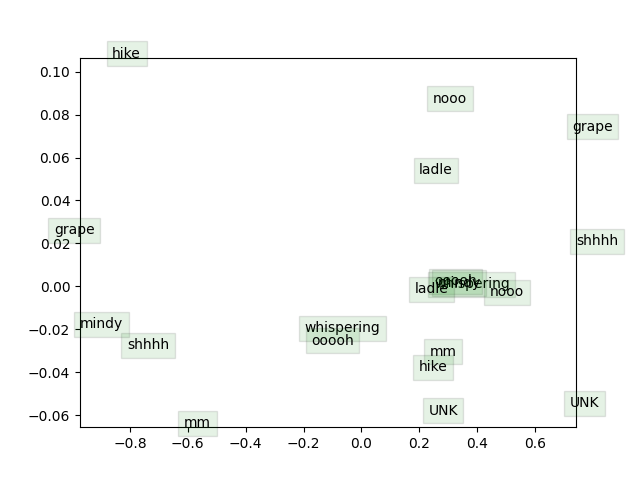 hike
0.10
nooo
0.08
grape
0.06
ladle
0.04
grape
shhhh
0.02
ooooh
whispering
0.00
ladle
nooo
mindy
whispering
−0.02
ooooh
shhhh
mm
hike
−0.04
UNK
UNK
mm
−0.06
−0.8 −0.6 −0.4 −0.2 0.0 0.2 0.4 0.6